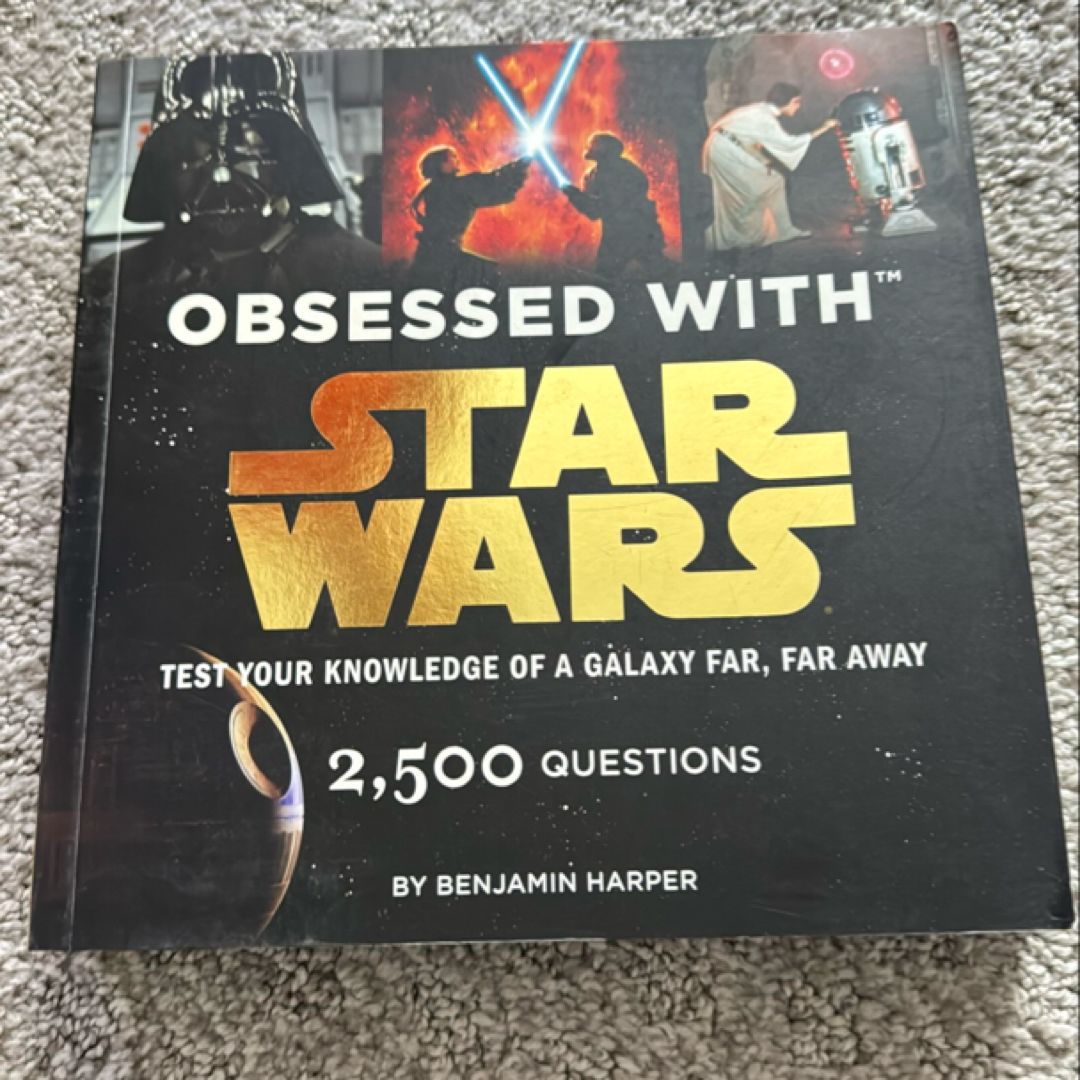 OBSESSED WITH™
STAR
WARS
TEST YOUR KNOWLEDGE OF A GALAXY FAR, FAR AWAY
2,500 QUESTIONS
BY BENJAMIN HARPER